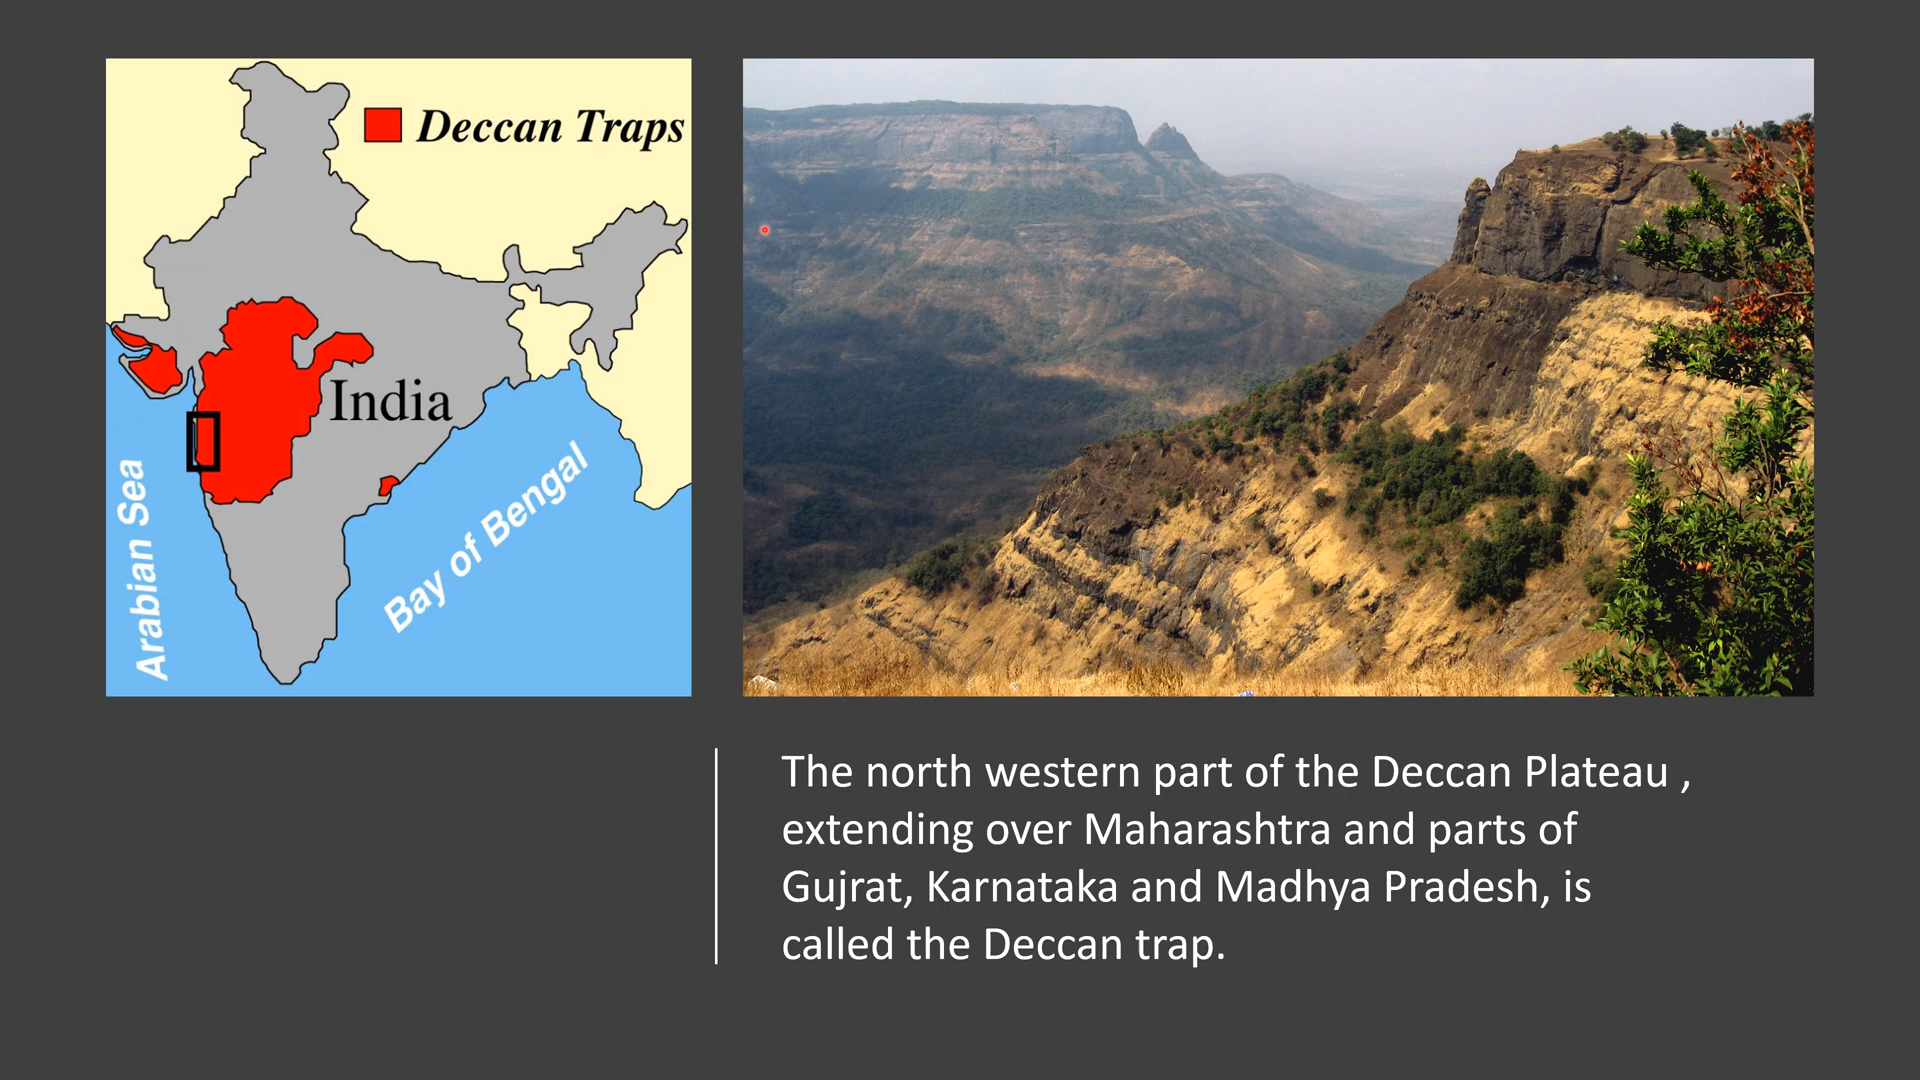 Deccan Traps
India
Arabian Sea
Bay of Bengal
The north western part of the Deccan Plateau ,
extending over Maharashtra and parts of
Gujrat, Karnataka and Madhya Pradesh, is
called the Deccan trap.